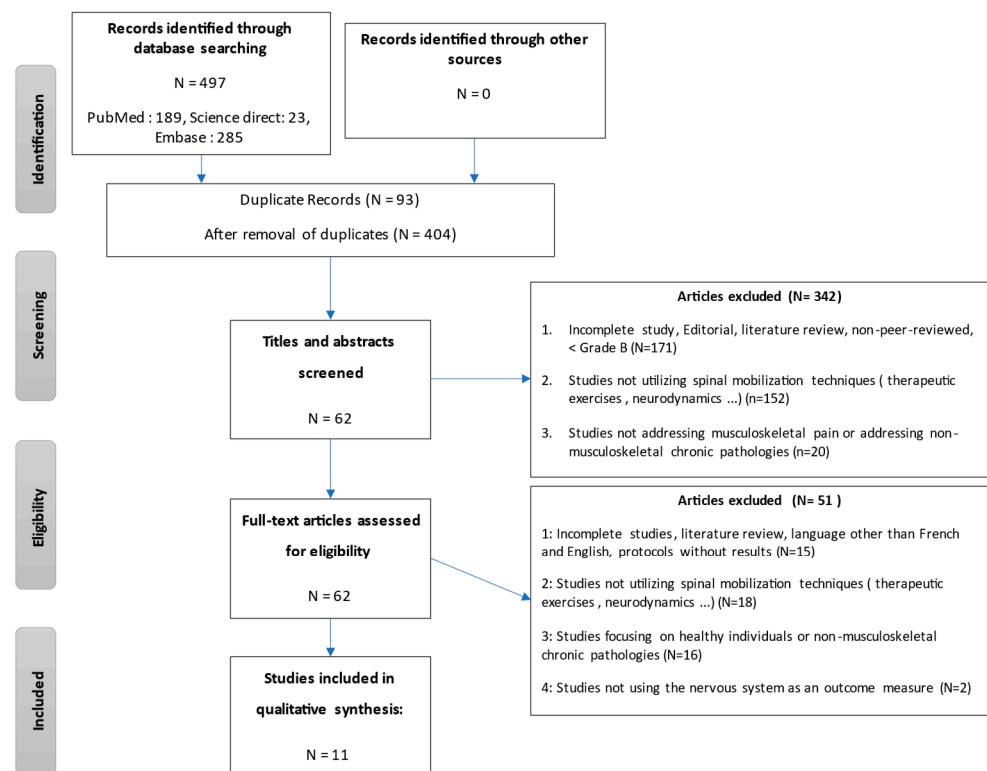 Identification
Records identified through
database searching
N = 497
PubMed : 189, Science direct: 23,
Embase : 285
Records identified through other
sources
N = 0
Duplicate Records (N = 93)
After removal of duplicates (N = 404)
Screening
Titles and abstracts
screened
N = 62
Articles excluded (N= 342)
1. Incomplete study, Editorial, literature review, non-peer-reviewed,
< Grade B (N=171)
2. Studies not utilizing spinal mobilization techniques ( therapeutic
exercises , neurodynamics ...) (n=152)
3. Studies not addressing musculoskeletal pain or addressing non-
musculoskeletal chronic pathologies (n=20)
Eligibility
Full-text articles assessed
for eligibility
N = 62
Articles excluded (N= 51 )
1: Incomplete studies, literature review, language other than French
and English, protocols without results (N=15)
2: Studies not utilizing spinal mobilization techniques ( therapeutic
exercises , neurodynamics ...) (N=18)
3: Studies focusing on healthy individuals or non-musculoskeletal
chronic pathologies (N=16)
4: Studies not using the nervous system as an outcome measure (N=2)
Included
Studies included in
qualitative synthesis:
N = 11